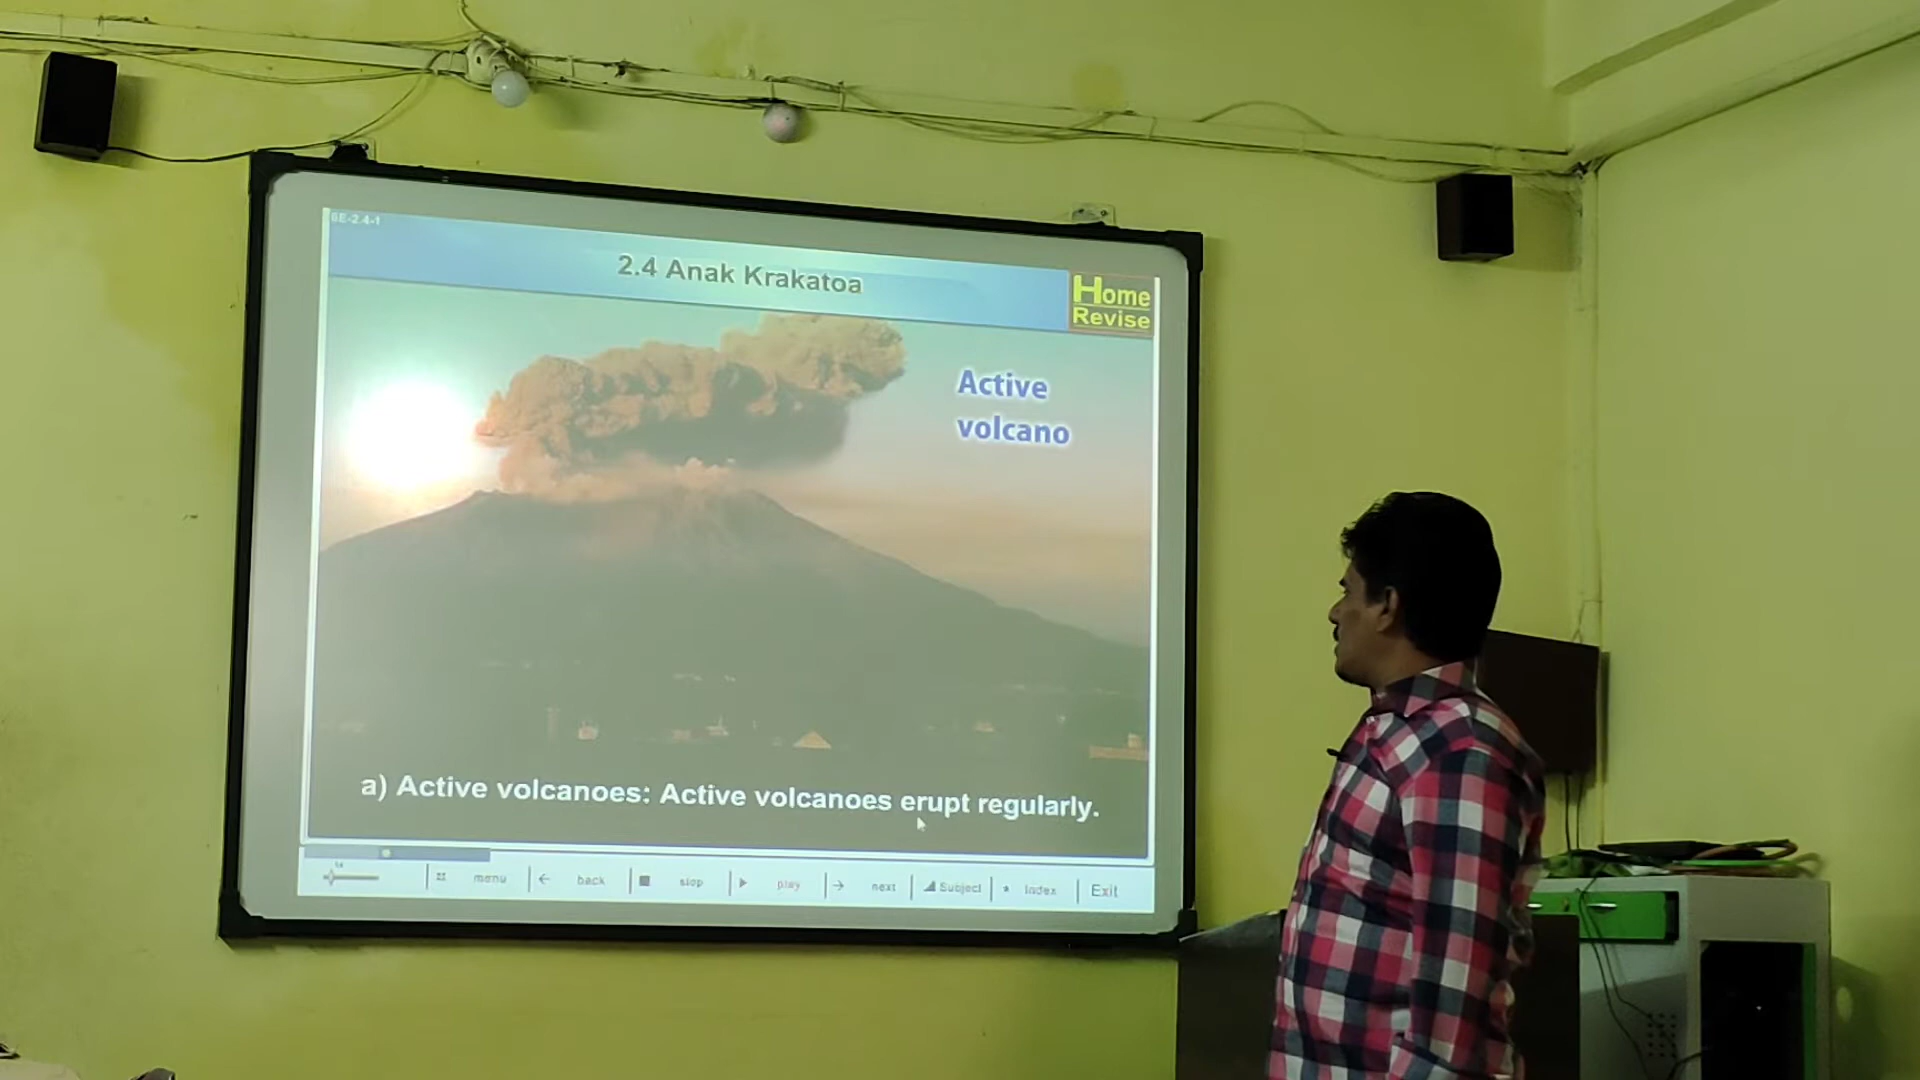 6E-2.4-1
2.4 Anak Krakatoa
Home
Revise
Active
volcano
a) Active volcanoes: Active volcanoes erupt regularly.
menu
back
stop
play
next
Subject
Index
Exit